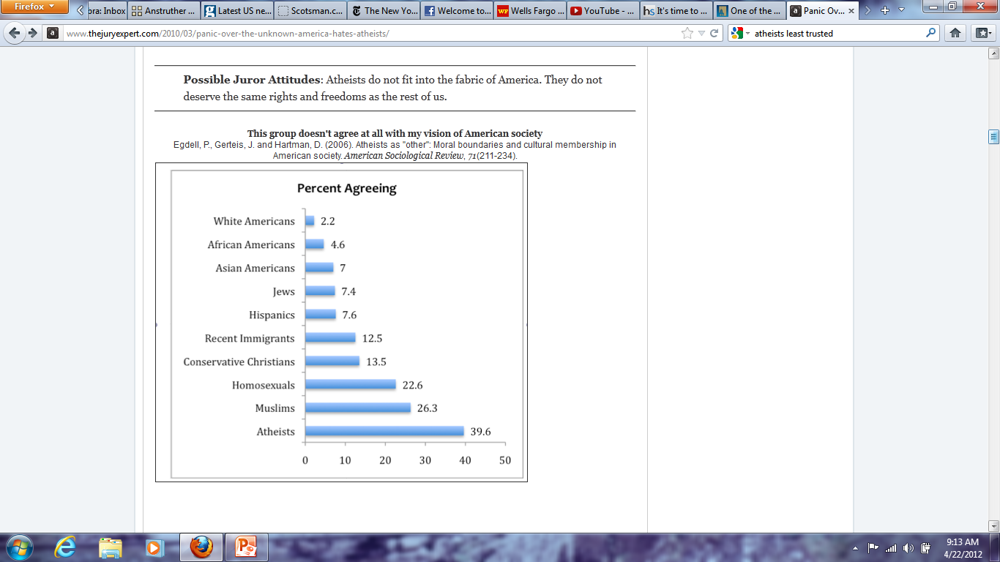 Firefox
ora: Inbox
Anstruther ...
Latest US ne...
Scotsman.c...
The New Yo...
Welcome to...
Wells Fargo ...
YouTube - ...
It's time to ...
One of the ...
Panic Ov...
www.thejuryexpert.com/2010/03/panic-over-the-unknown-america-hates-atheists/
atheists least trusted
Possible Juror Attitudes: Atheists do not fit into the fabric of America. They do not
deserve the same rights and freedoms as the rest of us.
This group doesn't agree at all with my vision of American society
Egdell, P., Gerteis, J. and Hartman, D. (2006). Atheists as "other": Moral boundaries and cultural membership in
American society. American Sociological Review, 71(211-234).
Percent Agreeing
White Americans 2.2
African Americans 4.6
Asian Americans 7
Jews 7.4
Hispanics 7.6
Recent Immigrants 12.5
Conservative Christians 13.5
Homosexuals 22.6
Muslims 26.3
Atheists 39.6
0 10 20 30 40 50
9:13 AM
4/22/2012